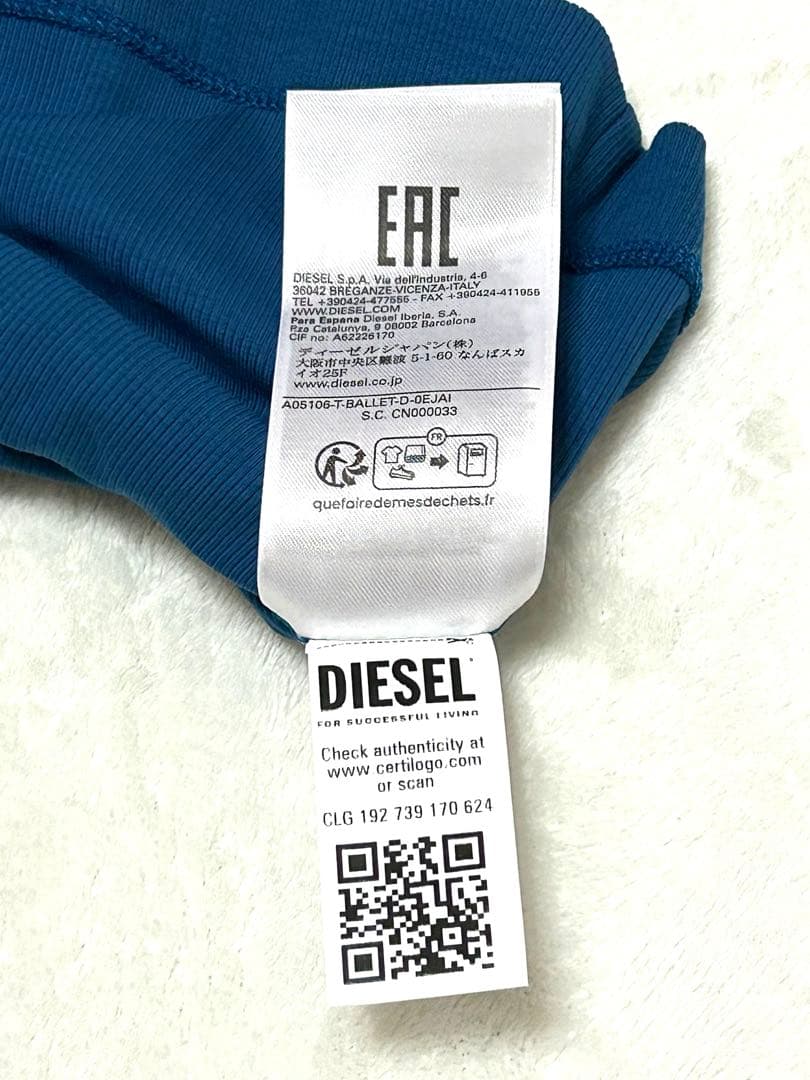 EAC
DIESEL S.p.A. Via dell'Industria, 4-6
36042 BREGANZE-VICENZA-ITALY
TEL +390424-477555 - FAX +390424-411955
WWW.DIESEL.COM
Para Espana Diesel Iberia, S.A.
Pza Catalunya, 9 08002 Barcelona
CIF no: A62226170
ディーゼルジャパン(株)
大阪市中央区難波 5-1-60 なんばスカ
イオ25F
www.diesel.co.jp
A05106-T-BALLET-D-0EJAI
S.C. CN000033
FR
quefairedemesdechets.fr
DIESEL
FOR SUCCESSFUL LIVING
Check authenticity at
www.certilogo.com
or scan
CLG 192 739 170 624